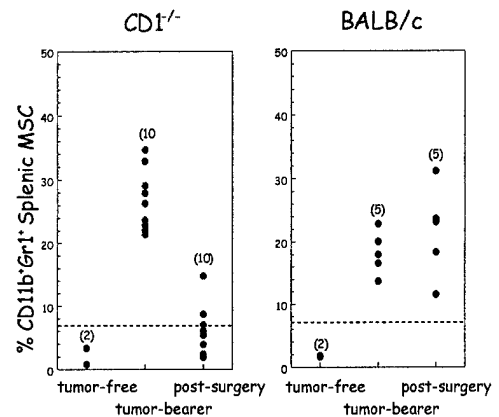 CD1-/-
BALB/c
% CD11b+Gr1+ Splenic MSC
50
40
30
20
10
0
(2)
(10
(10)
tumor-free
post-surgery
tumor-bearer
50
40
30
20
10
0
(2)
(5)
(5)
tumor-free
post-surgery
tumor-bearer